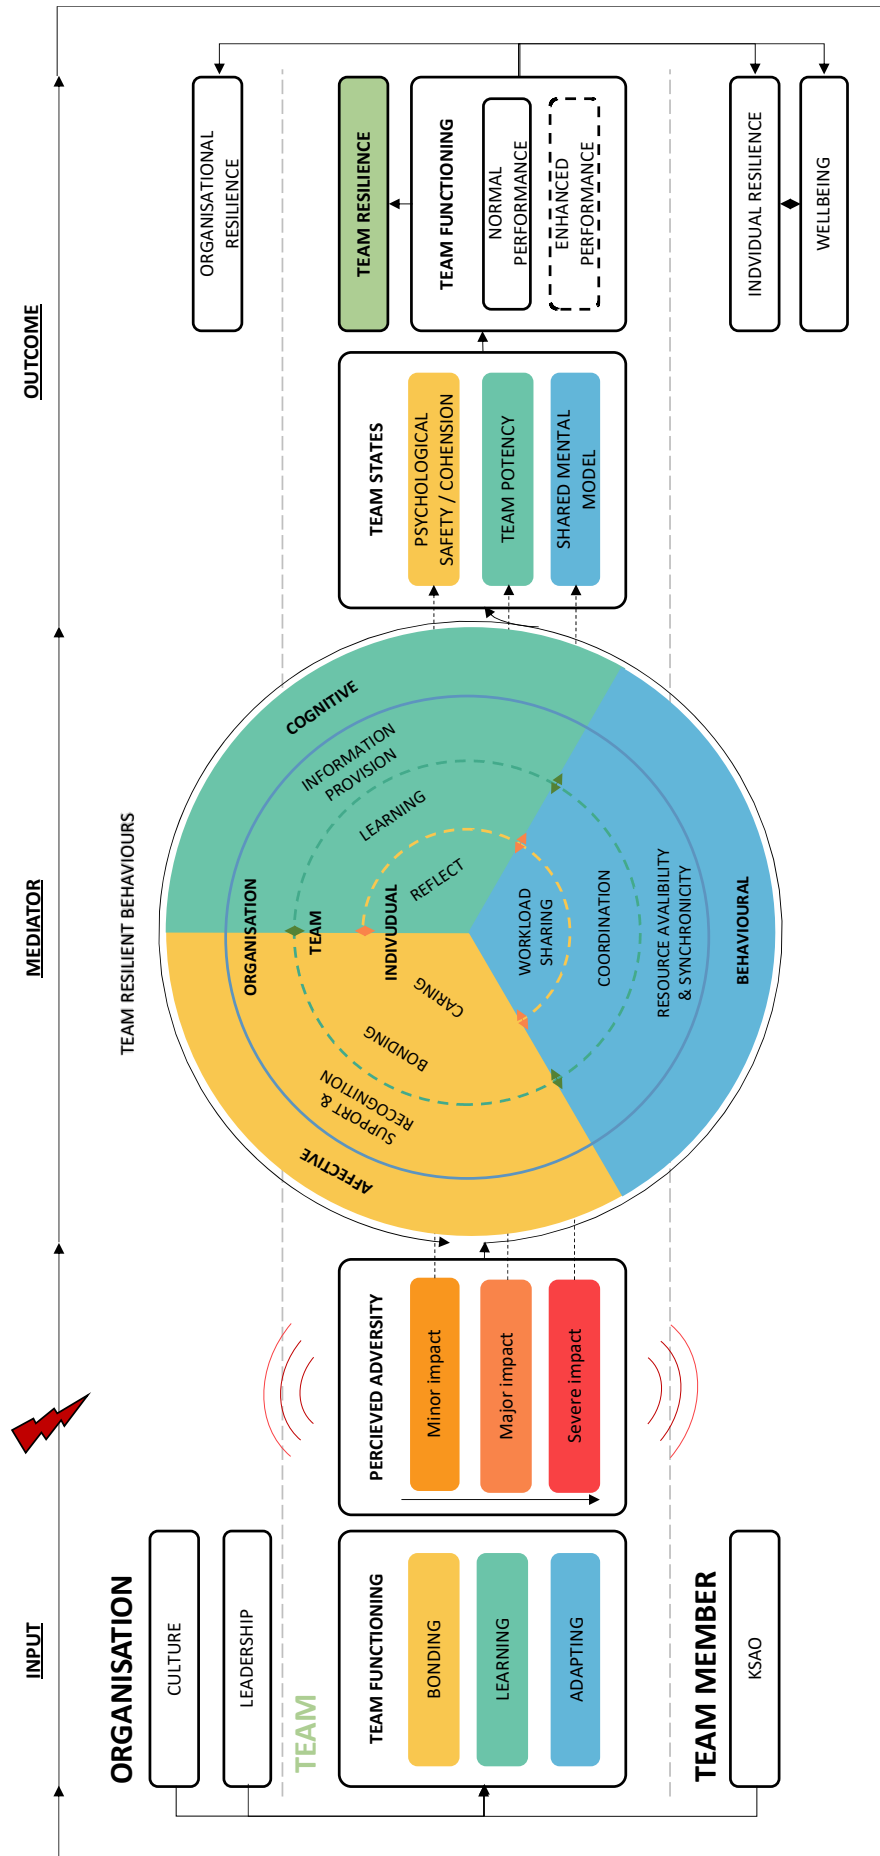 INPUT
MEDIATOR
OUTCOME
ORGANISATION
CULTURE
LEADERSHIP
TEAM
TEAM FUNCTIONING
BONDING
LEARNING
ADAPTING
TEAM MEMBER
KSAO
PERCIEVED ADVERSITY
Minor impact
Major impact
Severe impact
TEAM RESILIENT BEHAVIOURS
AFFECTIVE
SUPPORT &
RECOGNITION
BONDING
CARING
ORGANISATION
TEAM
INDIVUDUAL
COGNITIVE
INFORMATION
PROVISION
LEARNING
REFLECT
WORKLOAD
SHARING
COORDINATION
RESOURCE AVALIBILITY
& SYNCHRONICITY
BEHAVIOURAL
TEAM STATES
PSYCHOLOGICAL
SAFETY / COHENSION
TEAM POTENCY
SHARED MENTAL
MODEL
ORGANISATIONAL
RESILIENCE
TEAM RESILIENCE
TEAM FUNCTIONING
NORMAL
PERFORMANCE
ENHANCED
PERFORMANCE
INDVIDUAL RESILIENCE
WELLBEING